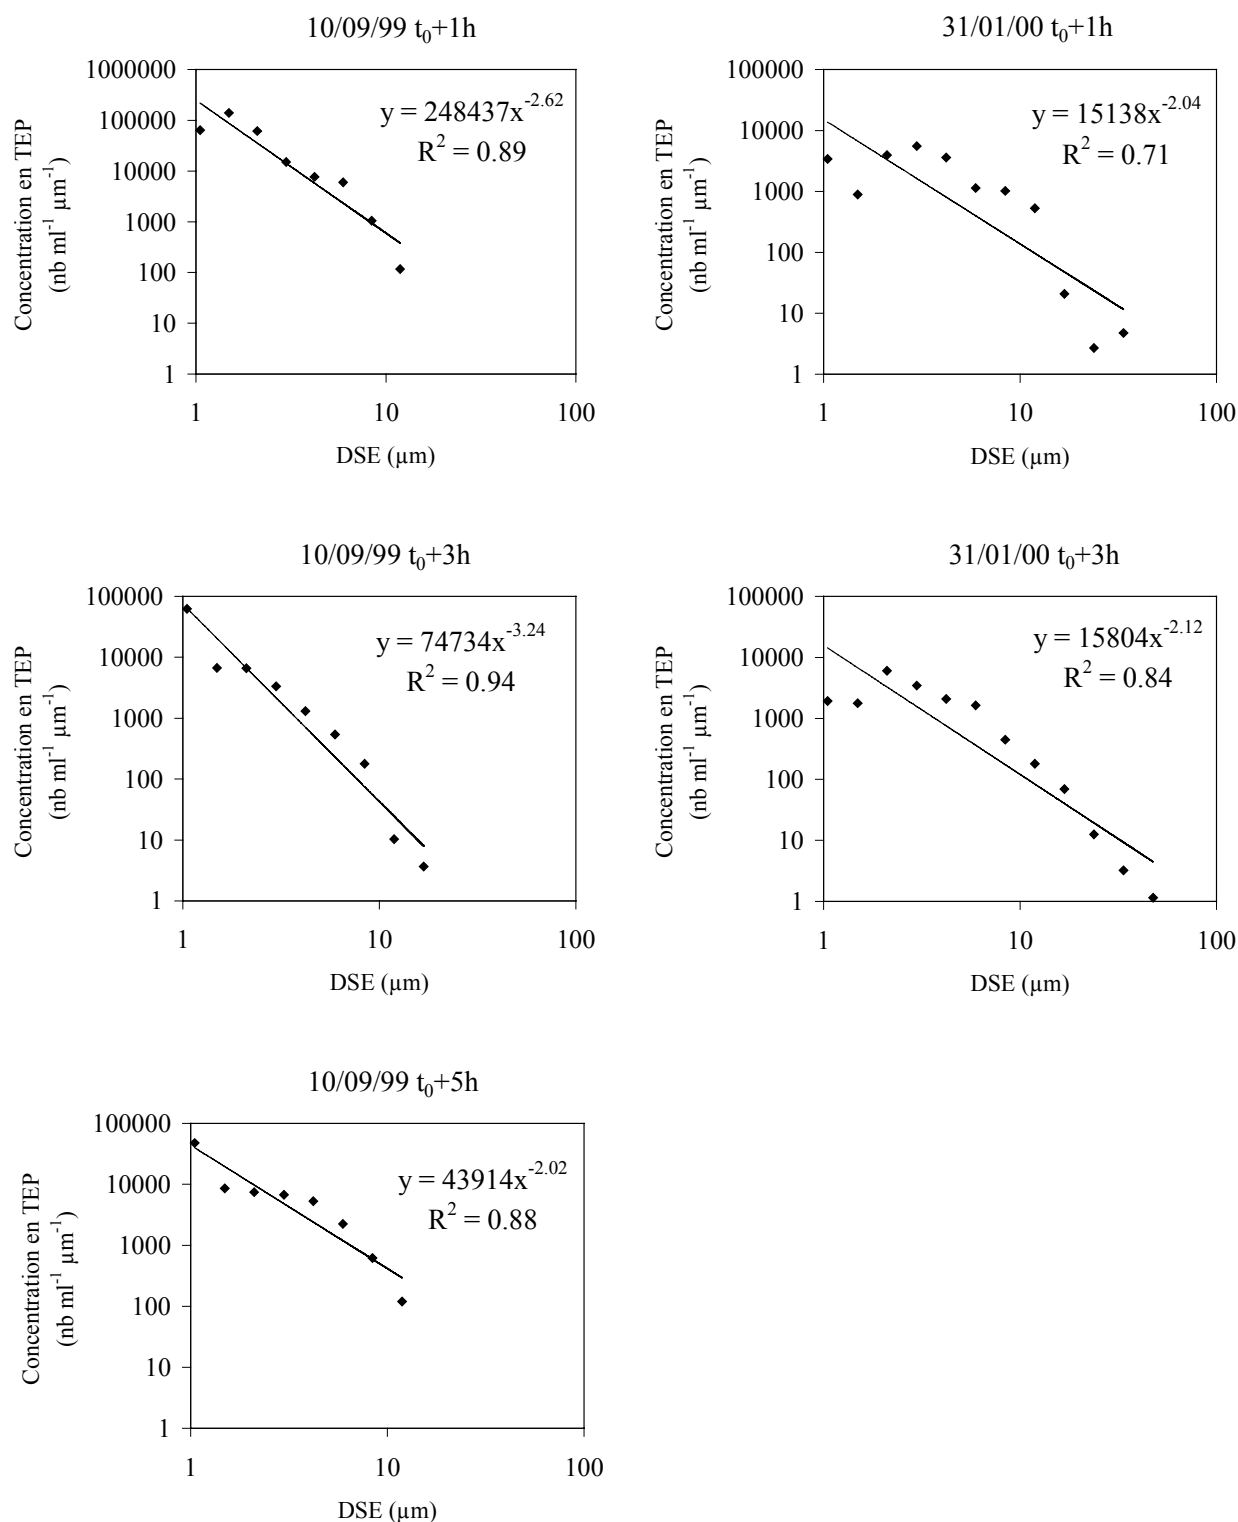 10/09/99 t₀+1h
Concentration en TEP
(nb ml⁻¹ µm⁻¹)
1000000
100000
10000
1000
100
10
1
y = 248437x⁻²·⁶²
R² = 0.89
1 10 100
DSE (µm)
31/01/00 t₀+1h
Concentration en TEP
(nb ml⁻¹ µm⁻¹)
100000
10000
1000
100
10
1
y = 15138x⁻²·⁰⁴
R² = 0.71
1 10 100
DSE (µm)
10/09/99 t₀+3h
Concentration en TEP
(nb ml⁻¹ µm⁻¹)
100000
10000
1000
100
10
1
y = 74734x⁻³·²⁴
R² = 0.94
1 10 100
DSE (µm)
31/01/00 t₀+3h
Concentration en TEP
(nb ml⁻¹ µm⁻¹)
100000
10000
1000
100
10
1
y = 15804x⁻²·¹²
R² = 0.84
1 10 100
DSE (µm)
10/09/99 t₀+5h
Concentration en TEP
(nb ml⁻¹ µm⁻¹)
100000
10000
1000
100
10
1
y = 43914x⁻²·⁰²
R² = 0.88
1 10 100
DSE (µm)